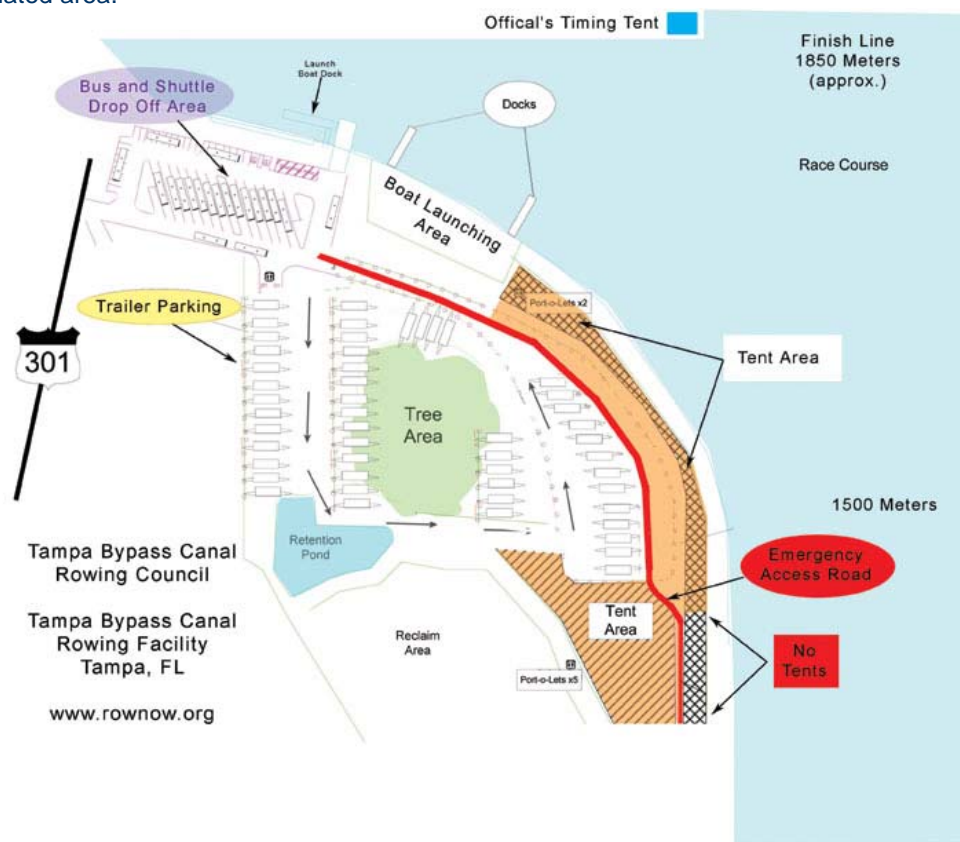 ated area.
Offical's Timing Tent
Finish Line
1850 Meters
(approx.)
Launch
Boat Dock
Bus and Shuttle
Drop Off Area
Docks
Race Course
Boat Launching
Area
Trailer Parking
Port-o-Lets x2
301
Tent Area
Tree
Area
1500 Meters
Retention
Pond
Tampa Bypass Canal
Rowing Council
Emergency
Access Road
Tent
Area
Tampa Bypass Canal
Rowing Facility
Tampa, FL
Reclaim
Area
No
Tents
Port-o-Lets x5
www.rownow.org